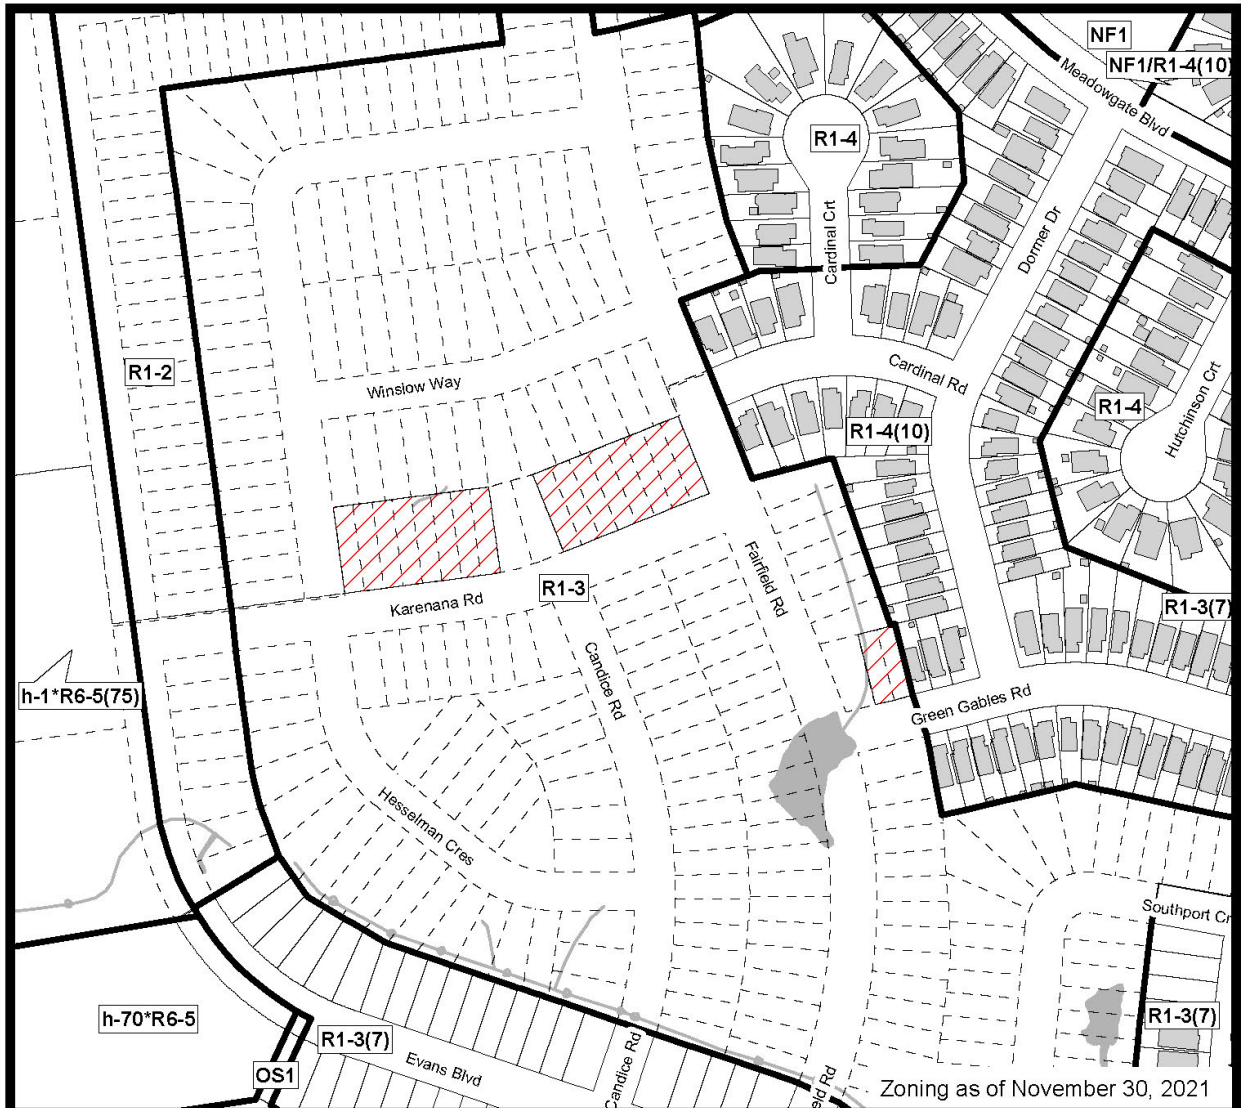 NF1
NF1/R1-4(10)
Meadowgate Blvd
R1-4
Cardinal Crt
Dormer Dr
R1-2
Winslow Way
Cardinal Rd
R1-4
Hutchinson Crt
R1-4(10)
Fairfield Rd
R1-3
Karenana Rd
R1-3(7)
Candice Rd
h-1*R6-5(75)
Green Gables Rd
Hesselman Cres
Southport Cr
h-70*R6-5
R1-3(7)
R1-3(7)
OS1
Evans Blvd
Candice Rd
field Rd
Zoning as of November 30, 2021